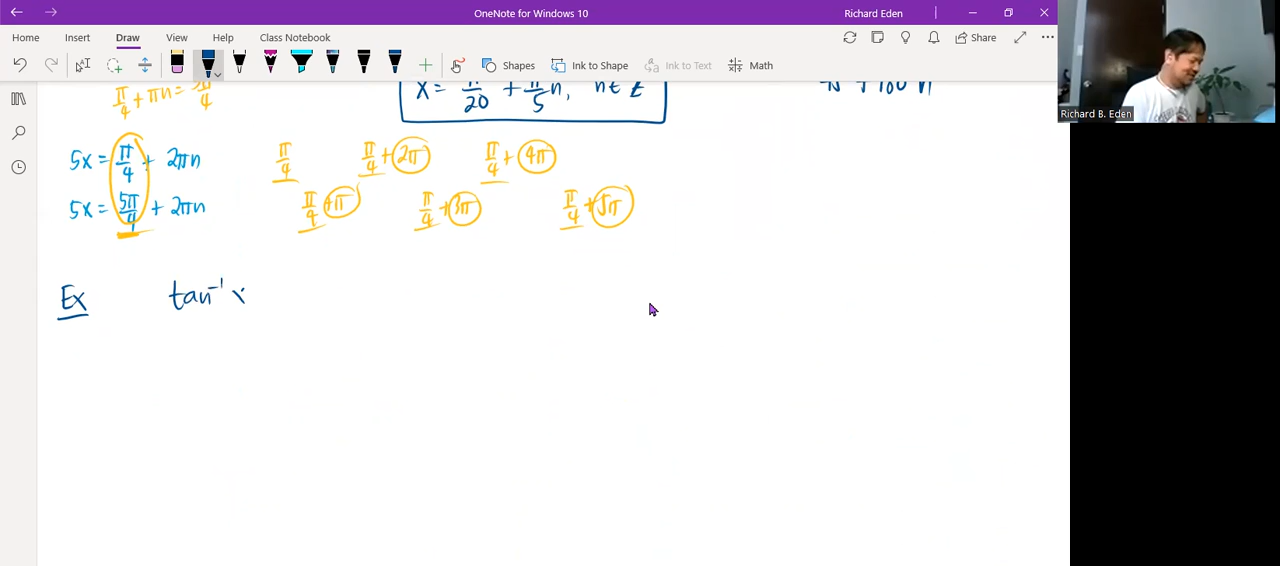 OneNote for Windows 10
Richard Eden
Home Insert Draw View Help Class Notebook
Share
Shapes Ink to Shape Ink to Text Math
π/4 + πn =
x = π/20 + π/5 n, n∈ℤ
Richard B. Eden
5x = π/4 + 2πn
π/4 π/4 + 2π π/4 + 4π
5x = 5π/4 + 2πn
π/4 + π π/4 + 3π π/4 + 5π
Ex tan⁻¹ x